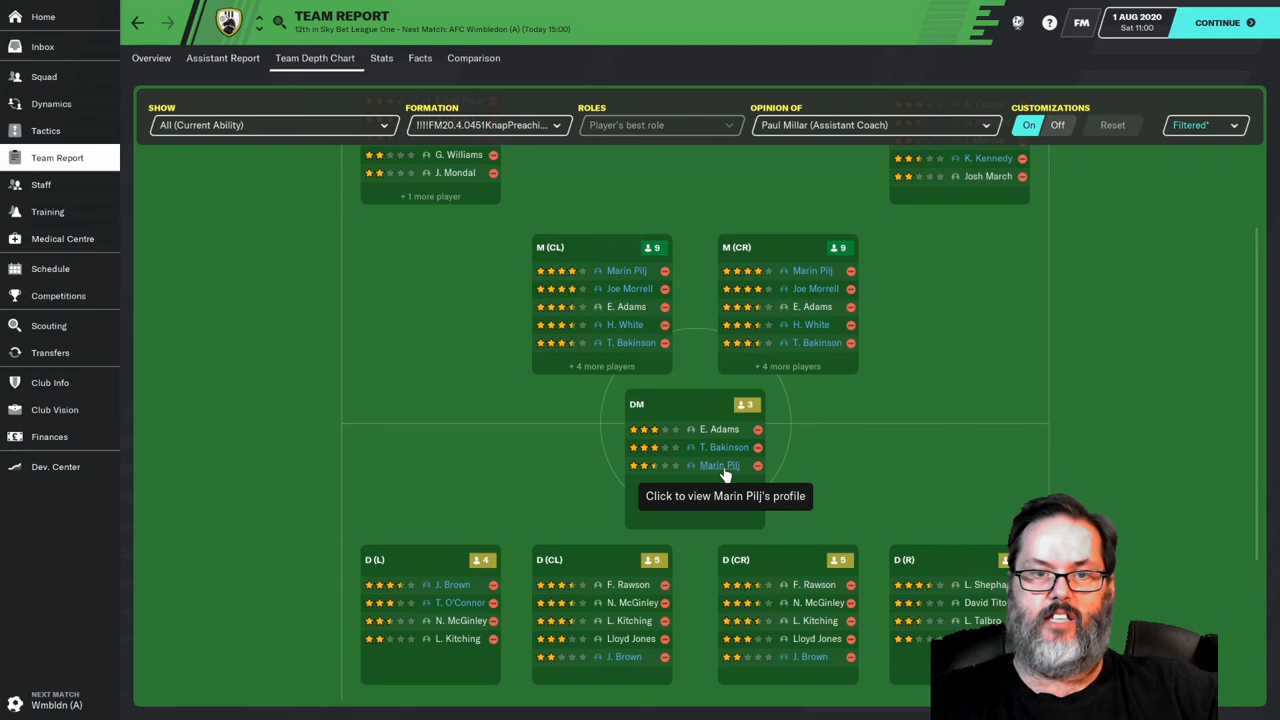 Home
Inbox
Squad
Dynamics
Tactics
Team Report
Staff
Training
Medical Centre
Schedule
Competitions
Scouting
Transfers
Club Info
Club Vision
Finances
Dev. Center
NEXT MATCH
Wmbldn (A)
TEAM REPORT
12th in Sky Bet League One - Next Match: AFC Wimbledon (A) (Today 15:00)
FM
1 AUG 2020
Sat 11:00
CONTINUE
Overview
Assistant Report
Team Depth Chart
Stats
Facts
Comparison
SHOW
All (Current Ability)
FORMATION
!!!!FM20.4.0451KnapPreachi...
ROLES
Player's best role
OPINION OF
Paul Millar (Assistant Coach)
CUSTOMIZATIONS
On
Off
Reset
Filtered*
G. Williams
J. Mondal
+ 1 more player
K. Kennedy
Josh March
M (CL) 9
Marin Pilj
Joe Morrell
E. Adams
H. White
T. Bakinson
+ 4 more players
M (CR) 9
Marin Pilj
Joe Morrell
E. Adams
H. White
T. Bakinson
+ 4 more players
DM 3
E. Adams
T. Bakinson
Marin Pilj
Click to view Marin Pilj's profile
D (L) 4
J. Brown
T. O'Connor
N. McGinley
L. Kitching
D (CL) 5
F. Rawson
N. McGinley
L. Kitching
Lloyd Jones
J. Brown
D (CR) 5
F. Rawson
N. McGinley
L. Kitching
Lloyd Jones
J. Brown
D (R)
L. Shepha
David Tito
L. Talbro